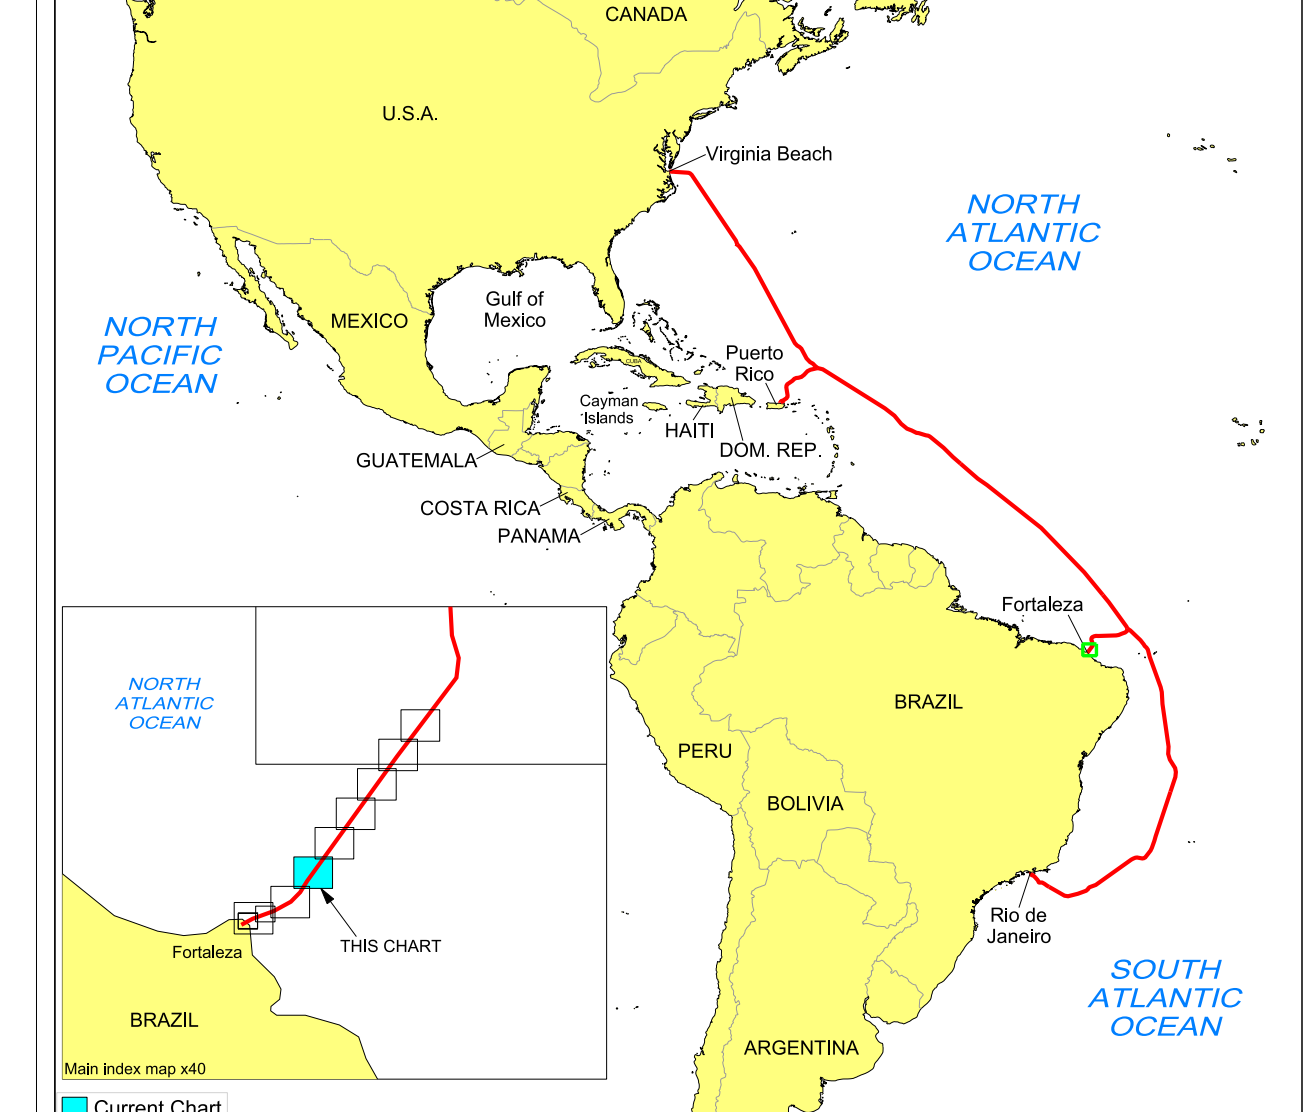 CANADA
U.S.A.
Virginia Beach
NORTH
ATLANTIC
OCEAN
Gulf of
Mexico
MEXICO
NORTH
PACIFIC
OCEAN
Puerto
Rico
CUBA
Cayman
Islands
HAITI
DOM. REP.
GUATEMALA
COSTA RICA
PANAMA
Fortaleza
BRAZIL
PERU
BOLIVIA
Rio de
Janeiro
SOUTH
ATLANTIC
OCEAN
ARGENTINA
NORTH
ATLANTIC
OCEAN
THIS CHART
Fortaleza
BRAZIL
Main index map x40
Current Chart